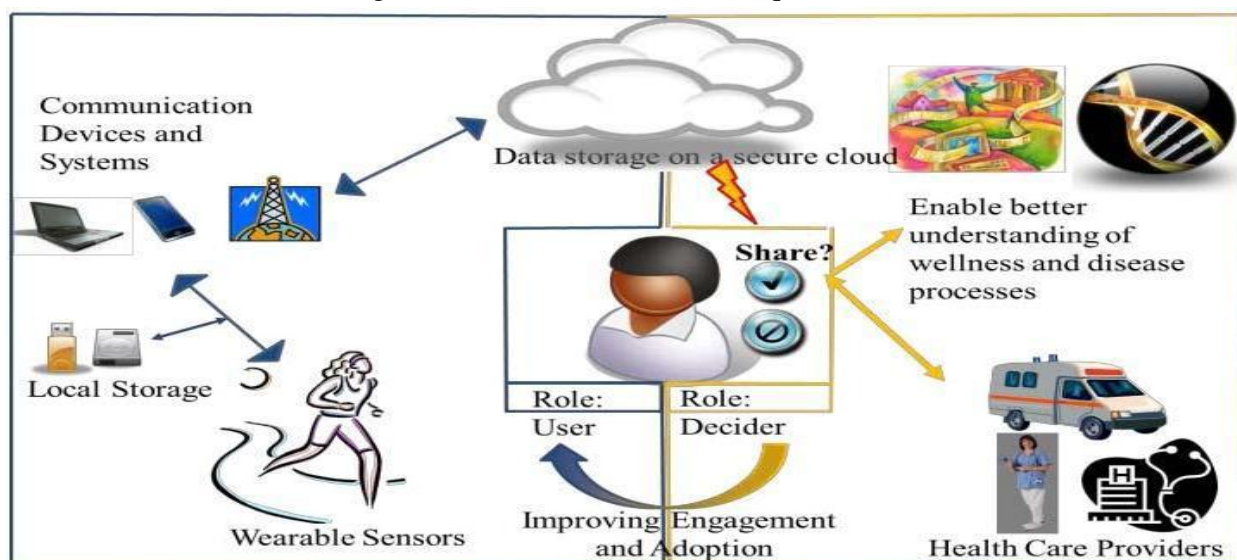 Communication
Devices and
Systems
Data storage on a secure cloud
Enable better
understanding of
wellness and disease
processes
Share?
Local Storage
Role:
User
Role:
Decider
Wearable Sensors
Improving Engagement
and Adoption
H
Health Care Providers